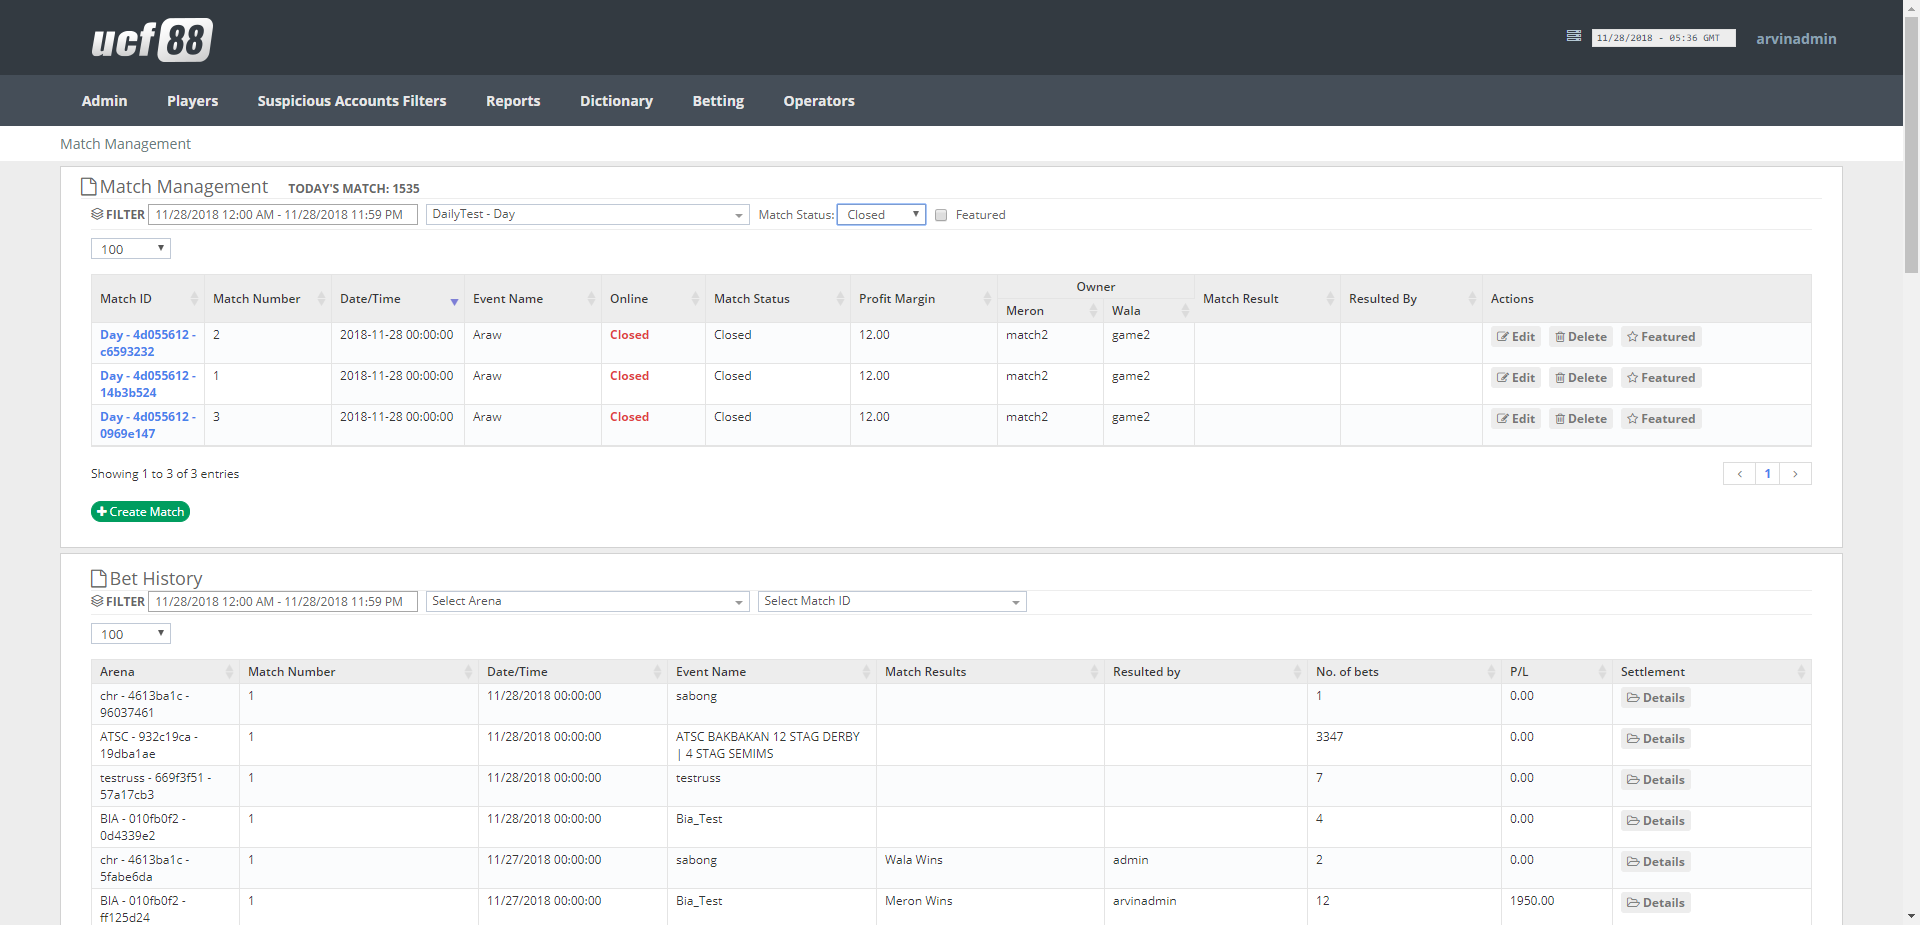 ucf 88
11/28/2018 - 05:36 GMT arvinadmin
Admin Players Suspicious Accounts Filters Reports Dictionary Betting Operators
Match Management
Match Management TODAY'S MATCH: 1535
FILTER 11/28/2018 12:00 AM - 11/28/2018 11:59 PM DailyTest - Day Match Status: Closed Featured
100
Match ID Match Number Date/Time Event Name Online Match Status Profit Margin Owner Match Result Resulted By Actions
Meron Wala
Day - 4d055612 - 2 2018-11-28 00:00:00 Araw Closed Closed 12.00 match2 game2 Edit Delete Featured
c6593232
Day - 4d055612 - 1 2018-11-28 00:00:00 Araw Closed Closed 12.00 match2 game2 Edit Delete Featured
14b3b524
Day - 4d055612 - 3 2018-11-28 00:00:00 Araw Closed Closed 12.00 match2 game2 Edit Delete Featured
0969e147
Showing 1 to 3 of 3 entries
‹ 1 ›
Create Match
Bet History
FILTER 11/28/2018 12:00 AM - 11/28/2018 11:59 PM Select Arena Select Match ID
100
Arena Match Number Date/Time Event Name Match Results Resulted by No. of bets P/L Settlement
chr - 4613ba1c - 1 11/28/2018 00:00:00 sabong 1 0.00 Details
96037461
ATSC - 932c19ca - 1 11/28/2018 00:00:00 ATSC BAKBAKAN 12 STAG DERBY 3347 0.00 Details
19dba1ae | 4 STAG SEMIMS
testruss - 669f3f51 - 1 11/28/2018 00:00:00 testruss 7 0.00 Details
57a17cb3
BIA - 010fb0f2 - 1 11/28/2018 00:00:00 Bia_Test 4 0.00 Details
0d4339e2
chr - 4613ba1c - 1 11/27/2018 00:00:00 sabong Wala Wins admin 2 0.00 Details
5fabe6da
BIA - 010fb0f2 - 1 11/27/2018 00:00:00 Bia_Test Meron Wins arvinadmin 12 1950.00 Details
ff125d24